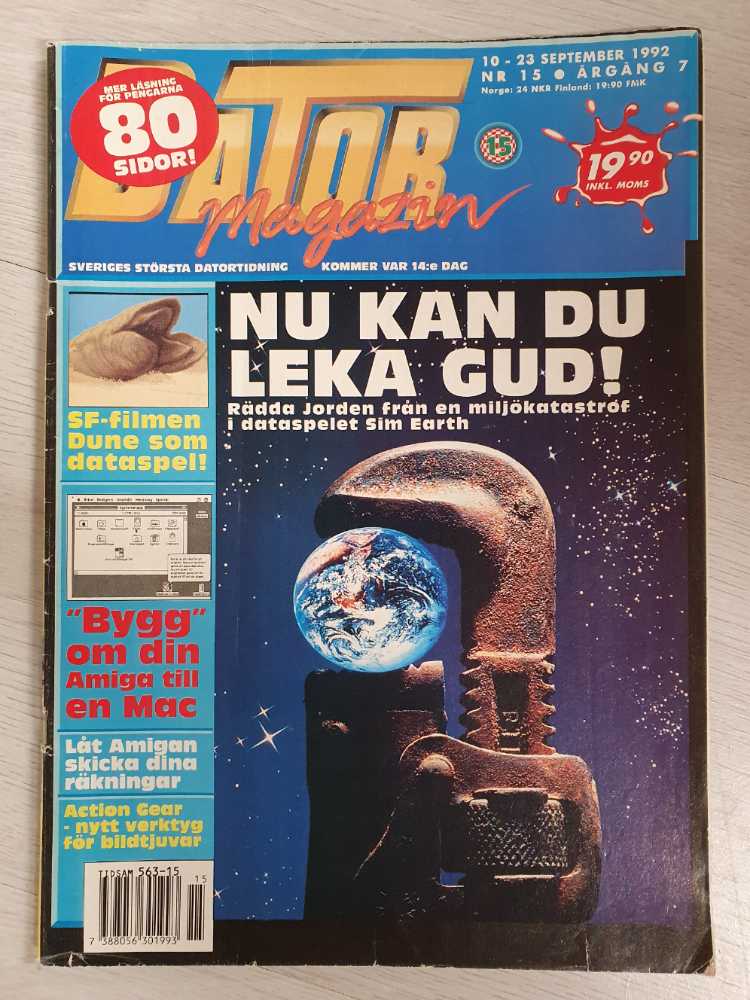 MER LÄSNING
FÖR PENGARNA
80
SIDOR!
DATOR
Magazin
10 - 23 SEPTEMBER 1992
NR 15 ● ÅRGÅNG 7
Norge: 24 NKR Finland: 19:90 FMK
15
19 90
INKL. MOMS
SVERIGES STÖRSTA DATORTIDNING KOMMER VAR 14:e DAG
NU KAN DU
LEKA GUD!
Rädda Jorden från en miljökatastrof
i dataspelet Sim Earth
SF-filmen
Dune som
dataspel!
"Bygg"
om din
Amiga till
en Mac
Låt Amigan
skicka dina
räkningar
Action Gear
- nytt verktyg
för bildtjuvar
TIDSAM 563-15
15
7 388056 301993